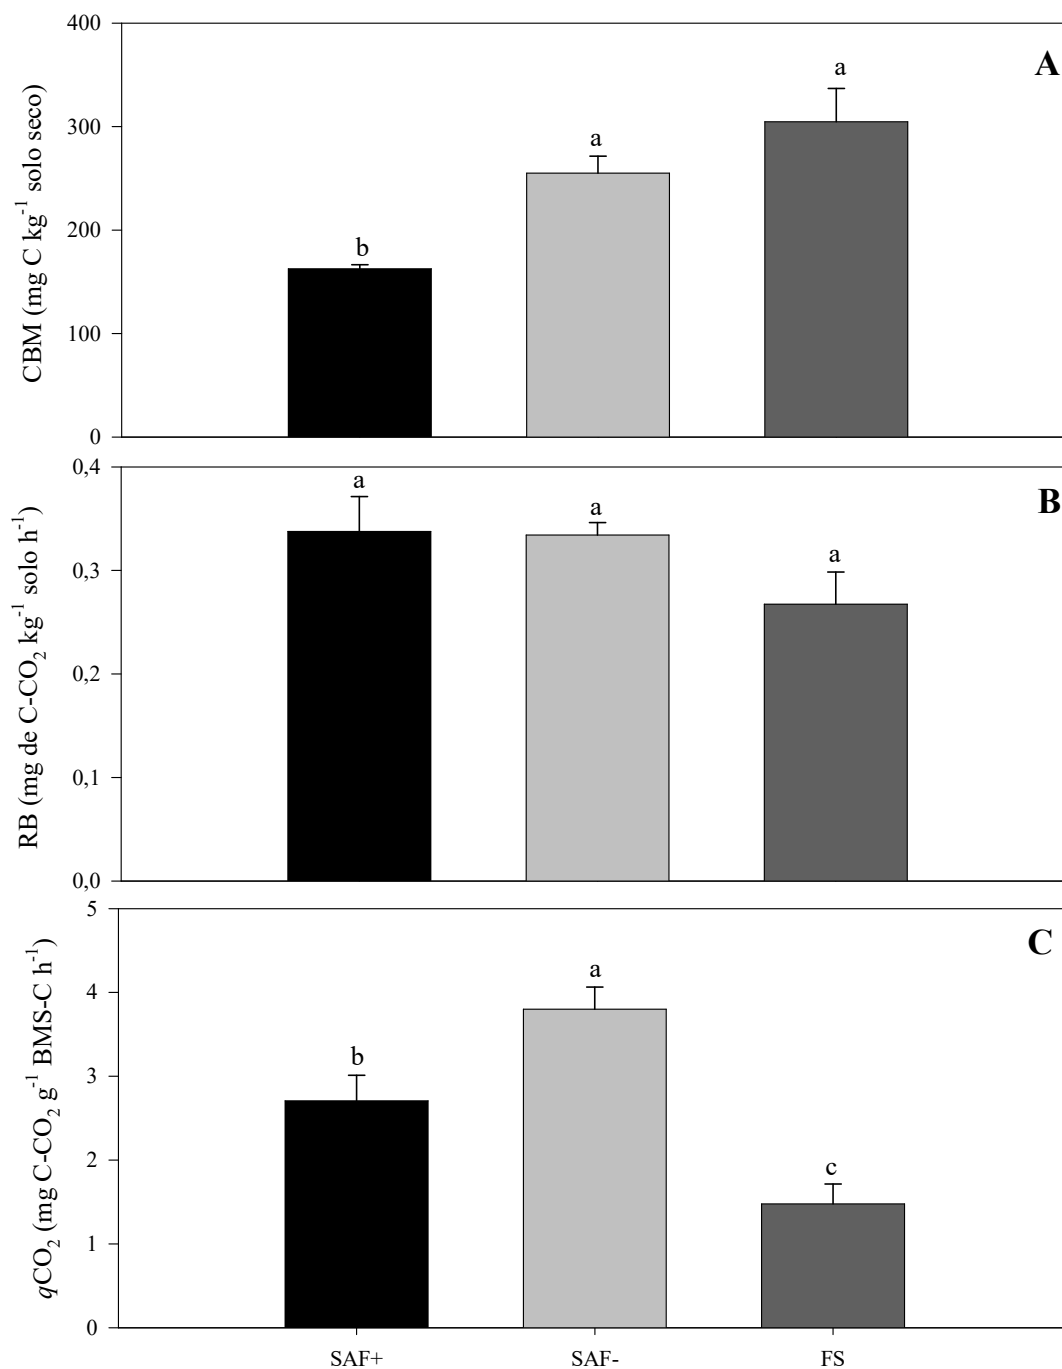 A
CBM (mg C kg⁻¹ solo seco)
400
300
200
100
0
b
a
a
B
RB (mg de C-CO₂ kg⁻¹ solo h⁻¹)
0,4
0,3
0,2
0,1
0,0
a
a
a
C
qCO₂ (mg C-CO₂ g⁻¹ BMS-C h⁻¹)
5
4
3
2
1
0
b
a
c
SAF+ SAF- FS